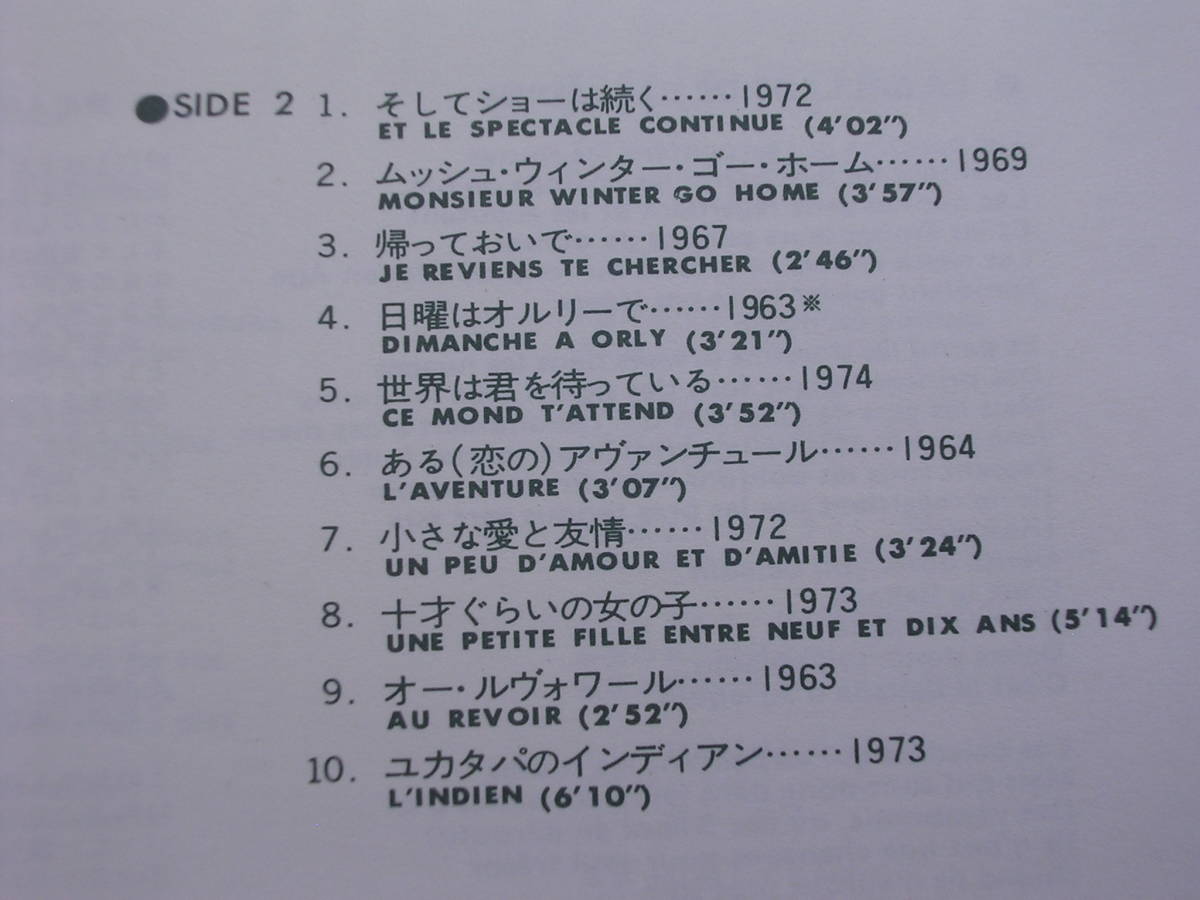 ●SIDE 2 1. そしてショーは続く……1972
ET LE SPECTACLE CONTINUE (4'02")
2. ムッシュ・ウィンター・ゴー・ホーム……1969
MONSIEUR WINTER GO HOME (3'57")
3. 帰っておいで……1967
JE REVIENS TE CHERCHER (2'46")
4. 日曜はオルリーで……1963※
DIMANCHE A ORLY (3'21")
5. 世界は君を待っている……1974
CE MOND T'ATTEND (3'52")
6. ある(恋の)アヴァンチュール……1964
L'AVENTURE (3'07")
7. 小さな愛と友情……1972
UN PEU D'AMOUR ET D'AMITIE (3'24")
8. 十才ぐらいの女の子……1973
UNE PETITE FILLE ENTRE NEUF ET DIX ANS (5'14")
9. オー・ルヴォワール……1963
AU REVOIR (2'52")
10. ユカタパのインディアン……1973
L'INDIEN (6'10")